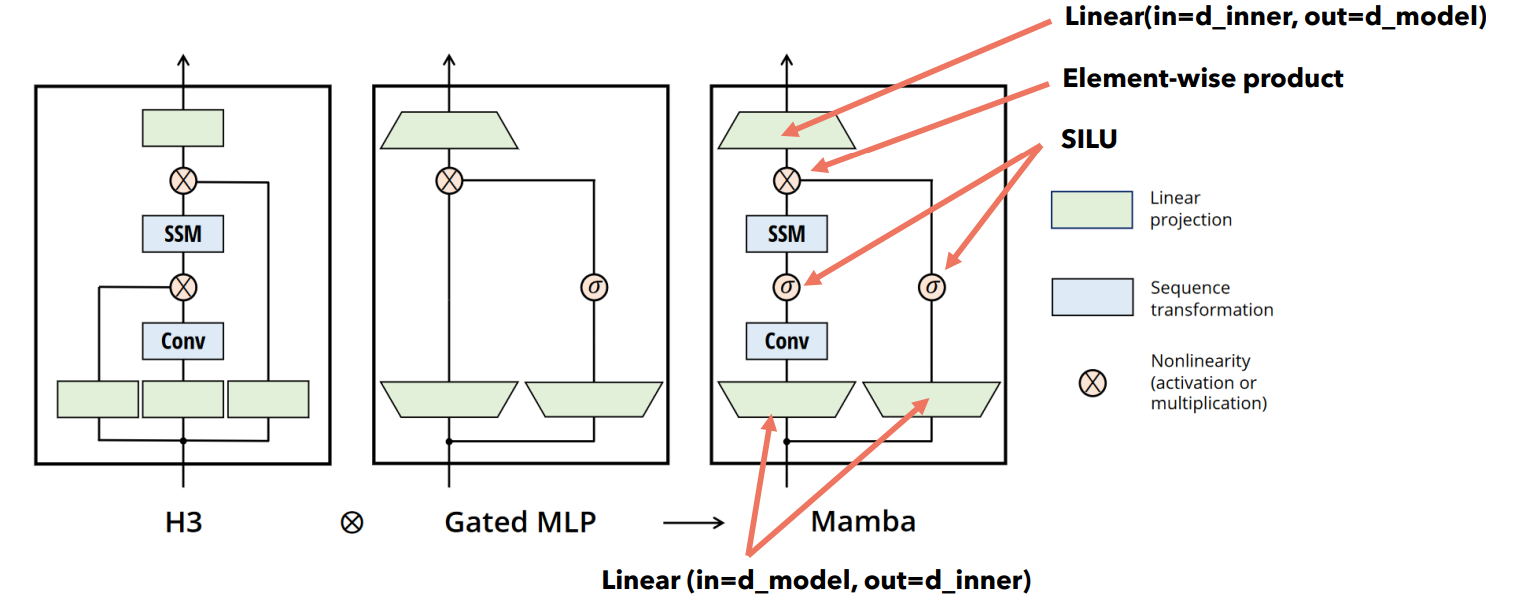 Linear(in=d_inner, out=d_model)
Element-wise product
SILU
SSM
Conv
σ
SSM
σ
Conv
σ
Linear
projection
Sequence
transformation
Nonlinearity
(activation or
multiplication)
H3
⊗
Gated MLP
Mamba
Linear (in=d_model, out=d_inner)